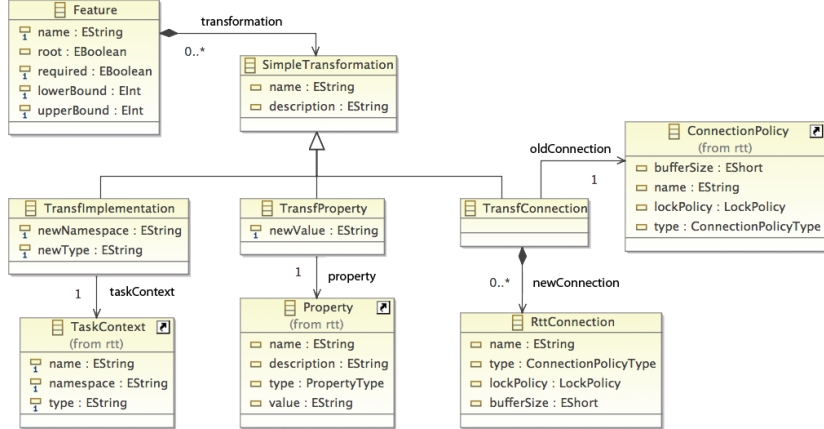 Feature
name : EString
root : EBoolean
required : EBoolean
lowerBound : EInt
upperBound : EInt
transformation
0..*
SimpleTransformation
name : EString
description : EString
ConnectionPolicy
(from rtt)
bufferSize : EShort
name : EString
lockPolicy : LockPolicy
type : ConnectionPolicyType
oldConnection
1
TransfImplementation
newNamespace : EString
newType : EString
TransfProperty
newValue : EString
TransfConnection
1
taskContext
1
property
0..*
newConnection
TaskContext
(from rtt)
name : EString
namespace : EString
type : EString
Property
(from rtt)
name : EString
description : EString
type : PropertyType
value : EString
RttConnection
name : EString
type : ConnectionPolicyType
lockPolicy : LockPolicy
bufferSize : EShort